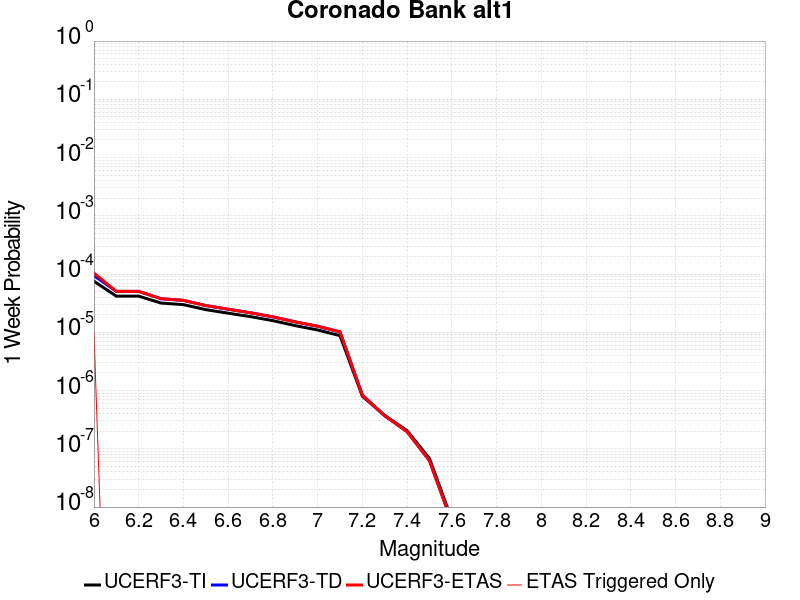 Coronado Bank alt1
10^0
10^-1
10^-2
10^-3
10^-4
10^-5
10^-6
10^-7
10^-8
1 Week Probability
6 6.2 6.4 6.6 6.8 7 7.2 7.4 7.6 7.8 8 8.2 8.4 8.6 8.8 9
Magnitude
UCERF3-TI UCERF3-TD UCERF3-ETAS ETAS Triggered Only